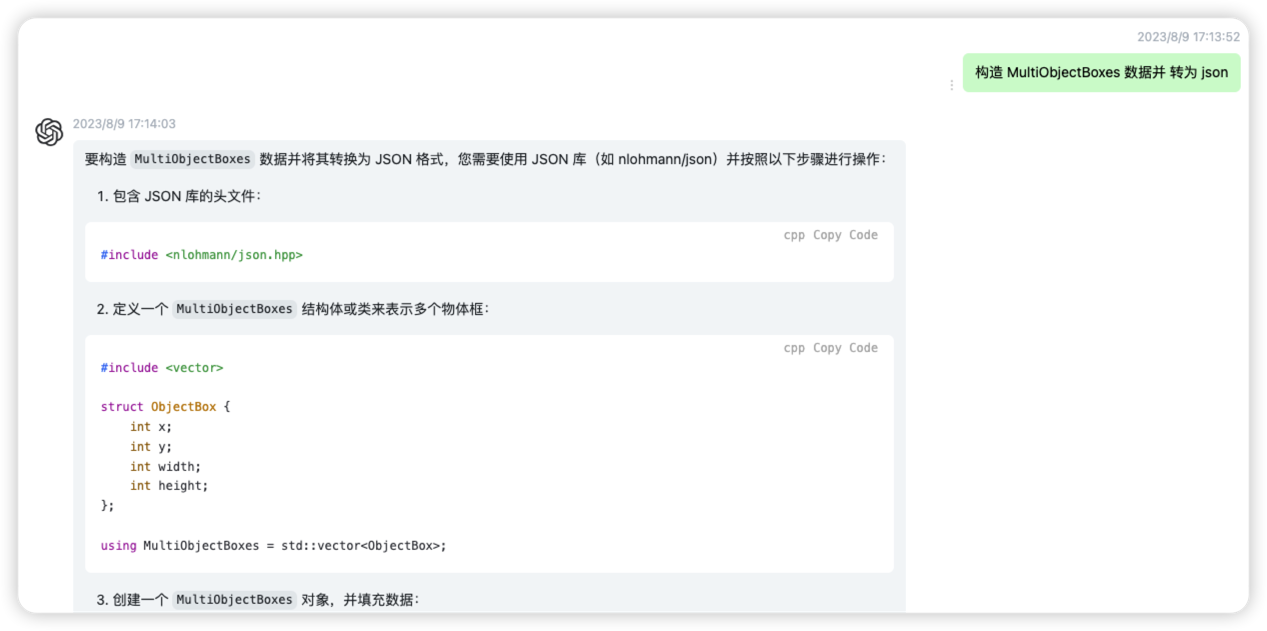 2023/8/9 17:13:52
构造 MultiObjectBoxes 数据并 转为 json
2023/8/9 17:14:03
要构造 MultiObjectBoxes 数据并将其转换为 JSON 格式，您需要使用 JSON 库（如 nlohmann/json）并按照以下步骤进行操作：
1. 包含 JSON 库的头文件：
cpp Copy Code
#include <nlohmann/json.hpp>
2. 定义一个 MultiObjectBoxes 结构体或类来表示多个物体框：
cpp Copy Code
#include <vector>
struct ObjectBox {
    int x;
    int y;
    int width;
    int height;
};
using MultiObjectBoxes = std::vector<ObjectBox>;
3. 创建一个 MultiObjectBoxes 对象，并填充数据：